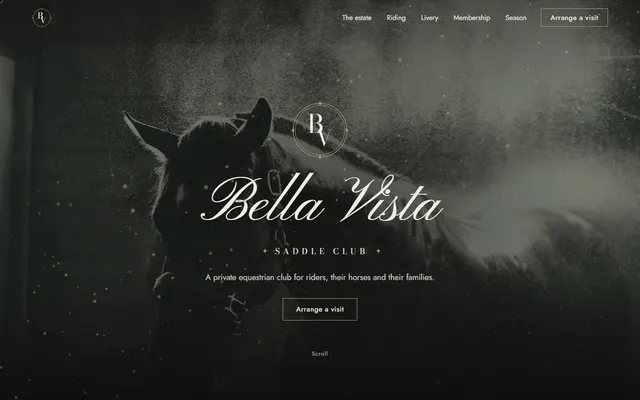 BV
The estate
Riding
Livery
Membership
Season
Arrange a visit
BV
Bella Vista
SADDLE CLUB
A private equestrian club for riders, their horses and their families.
Arrange a visit
Scroll